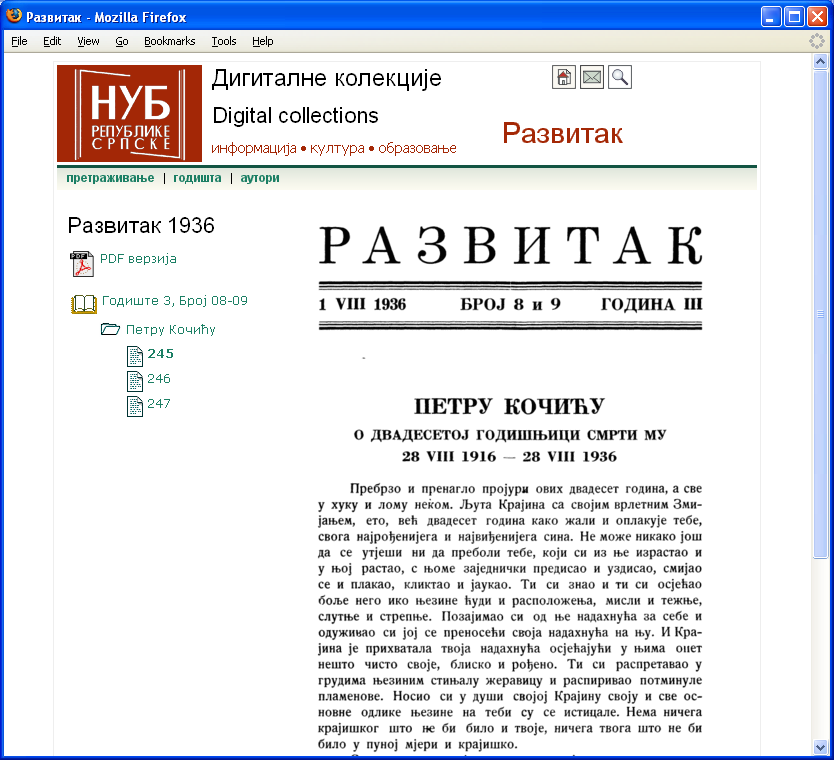 Развитак - Mozilla Firefox
File Edit View Go Bookmarks Tools Help
НУБ
РЕПУБЛИКЕ
СРПСКЕ
Дигиталне колекције
Digital collections
информација • култура • образовање
Развитак
претраживање | годишта | аутори
Развитак 1936
PDF верзија
Годиште 3, Број 08-09
Петру Кочићу
245
246
247
РАЗВИТАК
1 VIII 1936 БРОЈ 8 и 9 ГОДИНА III
ПЕТРУ КОЧИЋУ
О ДВАДЕСЕТОЈ ГОДИШЊИЦИ СМРТИ МУ
28 VIII 1916 — 28 VIII 1936
Пребрзо и пренагло пројури ових двадесет година, а све
у хуку и лому неком. Љута Крајина са својим врлетним Зми-
јањем, ето, већ двадесет година како жали и оплакује тебе,
свога најрођенијега и највиђенијега сина. Не може никако још
да се утјеши ни да преболи тебе, који си из ње израстао и
у њој растао, с њоме заједнички предисао и уздисао, смијао
се и плакао, кликтао и јаукао. Ти си знао и ти си осјећао
боље него ико њезине ћуди и расположења, мисли и тежње,
слутње и стрепње. Позајмао си од ње надахнућа за себе и
одуживао си јој се преносећи своја надахнућа на њу. И Кра-
јина је прихватала твоја надахнућа осјећајући у њима опет
нешто чисто своје, блиско и рођено. Ти си распретавао у
грудима њезиним стињалу жеравицу и распиривао потминуле
пламенове. Носио си у души својој Крајину своју и све ос-
новне одлике њезине на теби су се истицале. Нема ничега
крајишког што не би било и твоје, ничега твога што не би
било у пуној мјери и крајишко.